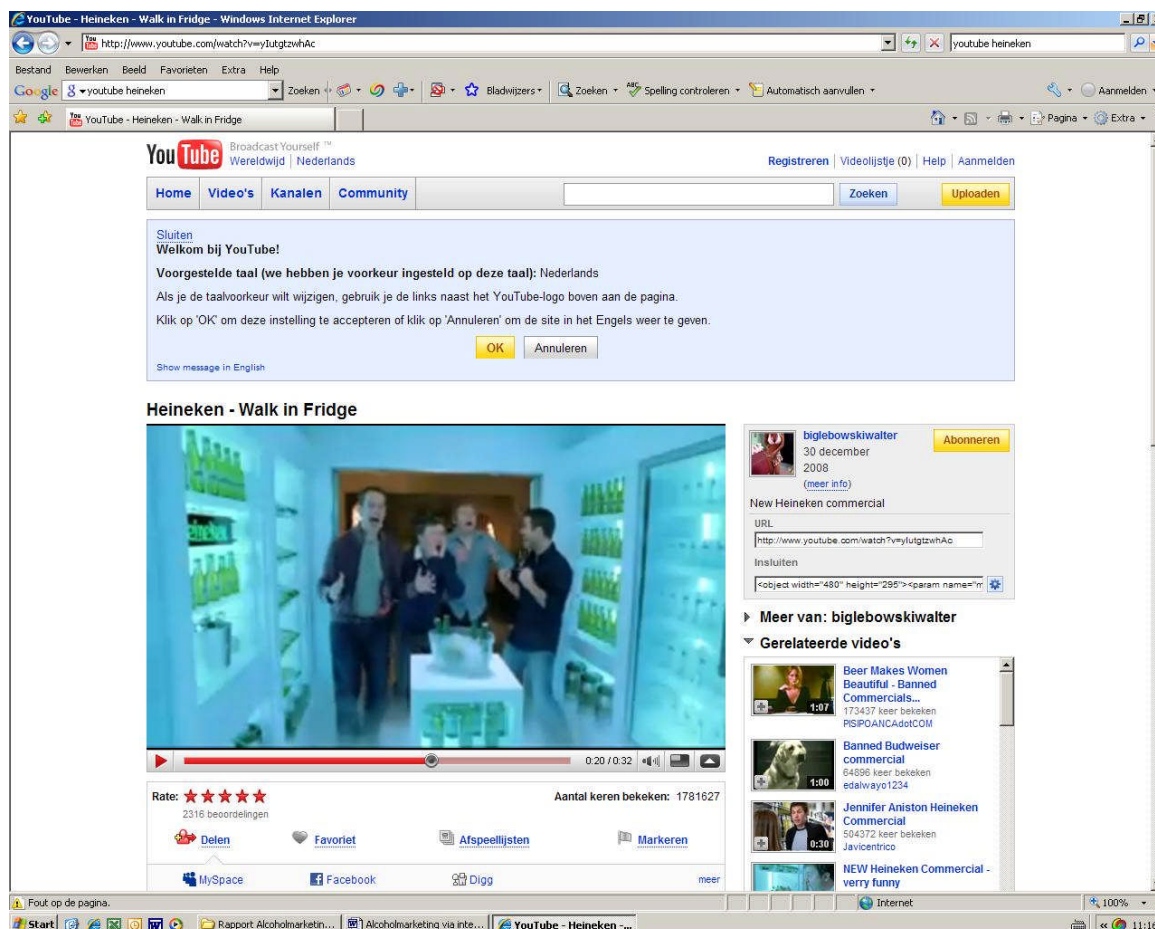 YouTube - Heineken - Walk in Fridge - Windows Internet Explorer
http://www.youtube.com/watch?v=yIutgtzwhAc
youtube heineken
Bestand Bewerken Beeld Favorieten Extra Help
Google youtube heineken Zoeken Bladwijzers Zoeken Spelling controleren Automatisch aanvullen Aanmelden
YouTube - Heineken - Walk in Fridge Pagina Extra
YouTube Broadcast Yourself ™
Wereldwijd | Nederlands
Registreren | Videolijstje (0) | Help | Aanmelden
Home Video's Kanalen Community Zoeken Uploaden
Sluiten
Welkom bij YouTube!
Voorgestelde taal (we hebben je voorkeur ingesteld op deze taal): Nederlands
Als je de taalvoorkeur wilt wijzigen, gebruik je de links naast het YouTube-logo boven aan de pagina.
Klik op 'OK' om deze instelling te accepteren of klik op 'Annuleren' om de site in het Engels weer te geven.
OK Annuleren
Show message in English
Heineken - Walk in Fridge
Heineken
0:20 / 0:32
Rate:
2316 beoordelingen
Aantal keren bekeken: 1781627
Delen Favoriet Afspeellijsten Markeren
MySpace Facebook Digg meer
biglebowskiwalter
30 december
2008
(meer info)
Abonneren
New Heineken commercial
URL
http://www.youtube.com/watch?v=yIutgtzwhAc
Insluiten
<object width="480" height="295"><param name="m
Meer van: biglebowskiwalter
Gerelateerde video's
1:07
Beer Makes Women
Beautiful - Banned
Commercials...
173437 keer bekeken
PISIPOANCAdotCOM
1:00
Banned Budweiser
commercial
64896 keer bekeken
edalwayo1234
0:30
Jennifer Aniston Heineken
Commercial
504372 keer bekeken
Javicentrico
NEW Heineken Commercial -
verry funny
Fout op de pagina. Internet 100%
Start Rapport Alcoholmarketin... Alcoholmarketing via inte... YouTube - Heineken -... 11:16